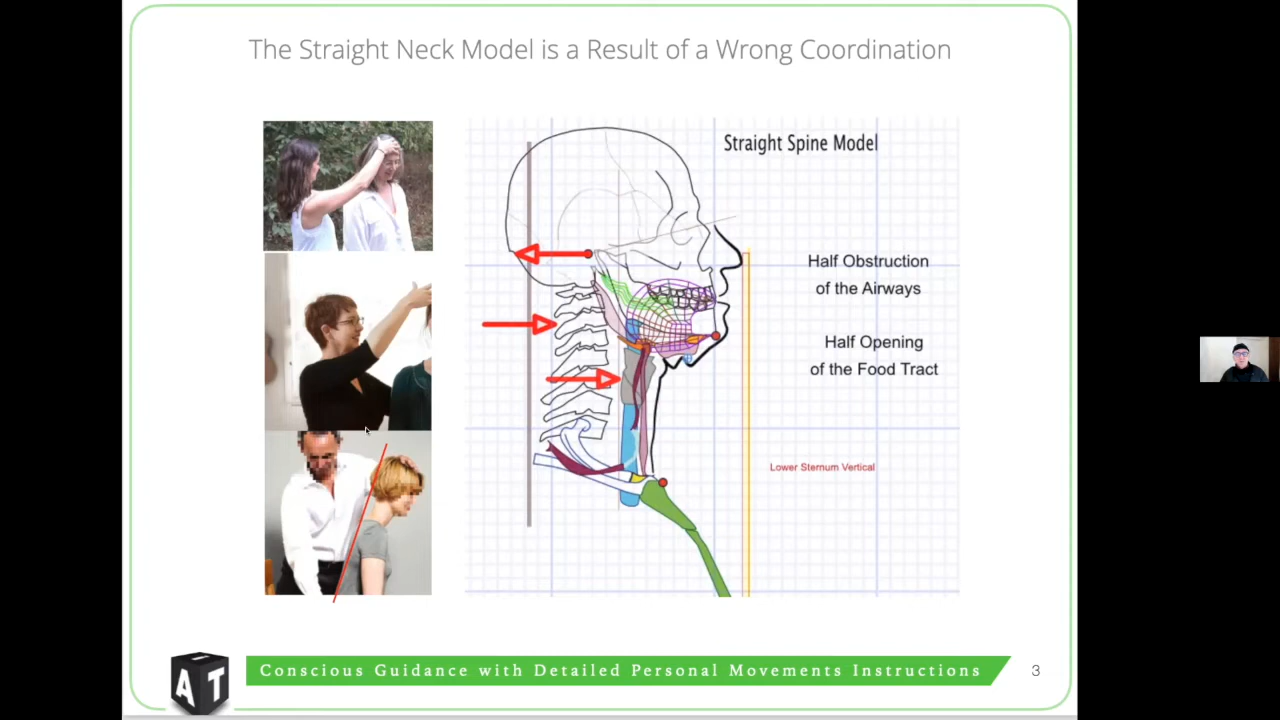 The Straight Neck Model is a Result of a Wrong Coordination
Straight Spine Model
Half Obstruction
of the Airways
Half Opening
of the Food Tract
Lower Sternum Vertical
A T
Conscious Guidance with Detailed Personal Movements Instructions
3